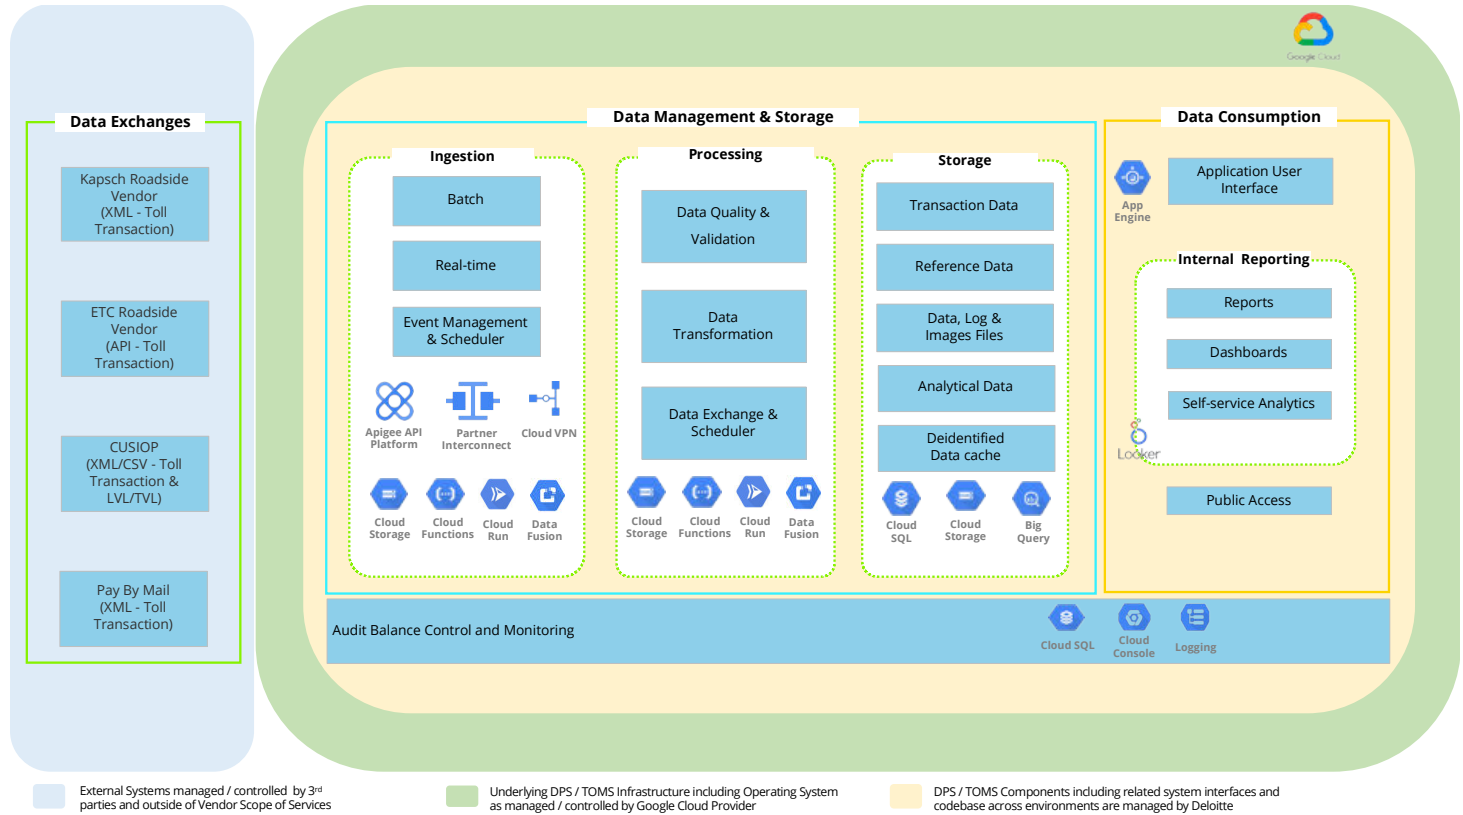 Google Cloud
Data Exchanges
Kapsch Roadside
Vendor
(XML - Toll
Transaction)
ETC Roadside
Vendor
(API - Toll
Transaction)
CUSIOP
(XML/CSV - Toll
Transaction &
LVL/TVL)
Pay By Mail
(XML - Toll
Transaction)
Data Management & Storage
Ingestion
Batch
Real-time
Event Management
& Scheduler
Apigee API
Platform
Partner
Interconnect
Cloud VPN
Cloud
Storage
Cloud
Functions
Cloud
Run
Data
Fusion
Processing
Data Quality &
Validation
Data
Transformation
Data Exchange &
Scheduler
Cloud
Storage
Cloud
Functions
Cloud
Run
Data
Fusion
Storage
Transaction Data
Reference Data
Data, Log &
Images Files
Analytical Data
Deidentified
Data cache
Cloud
SQL
Cloud
Storage
Big
Query
Data Consumption
App
Engine
Application User
Interface
Internal Reporting
Reports
Dashboards
Self-service Analytics
Looker
Public Access
Audit Balance Control and Monitoring
Cloud SQL
Cloud
Console
Logging
External Systems managed / controlled by 3rd
parties and outside of Vendor Scope of Services
Underlying DPS / TOMS Infrastructure including Operating System
as managed / controlled by Google Cloud Provider
DPS / TOMS Components including related system interfaces and
codebase across environments are managed by Deloitte